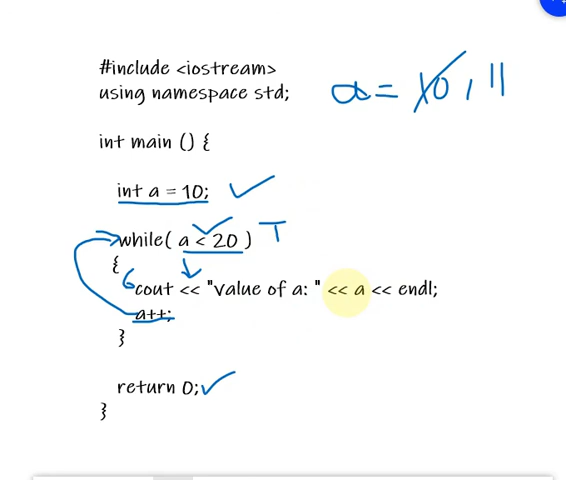 #include <iostream>
using namespace std;
a = 10, 11
int main () {
int a = 10;
while( a < 20 ) T
{
cout << "value of a: " << a << endl;
a++;
}
return 0;
}